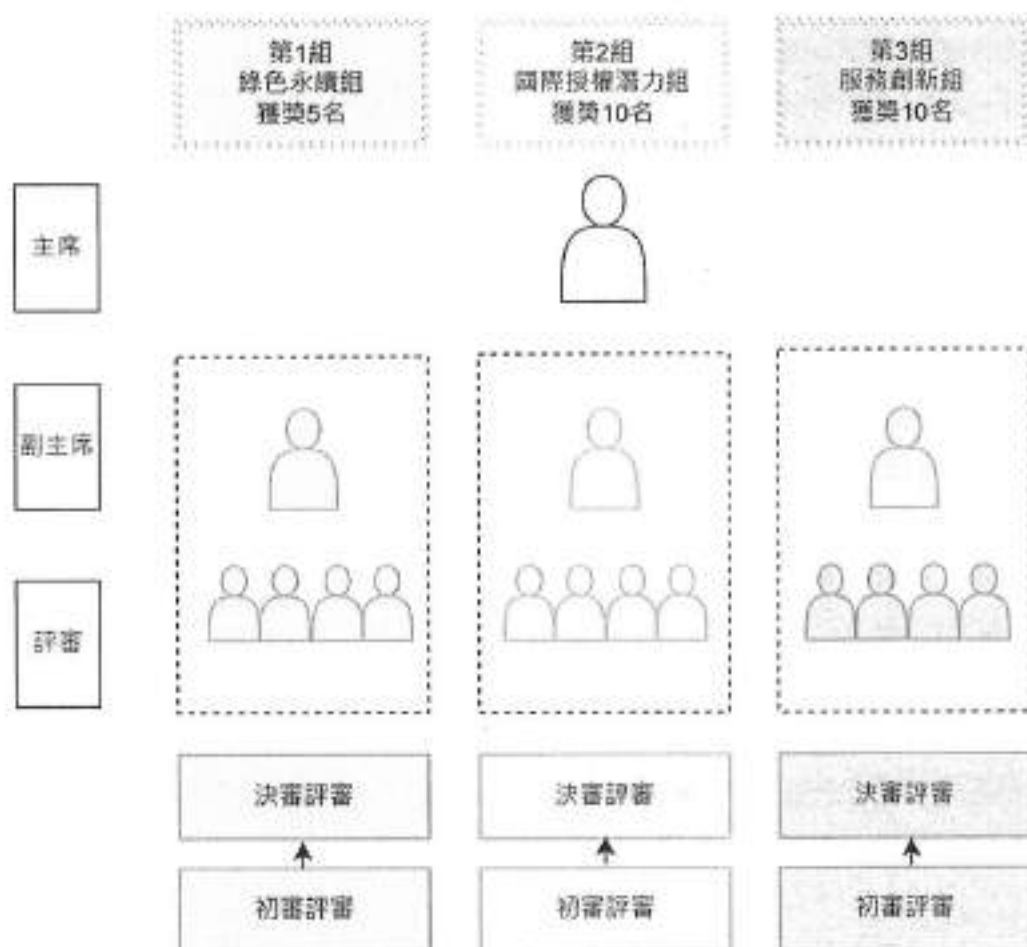 第1組
綠色永續組
獲獎5名
第2組
國際授權潛力組
獲獎10名
第3組
服務創新組
獲獎10名
主席
副主席
評審
決審評審
決審評審
決審評審
初審評審
初審評審
初審評審